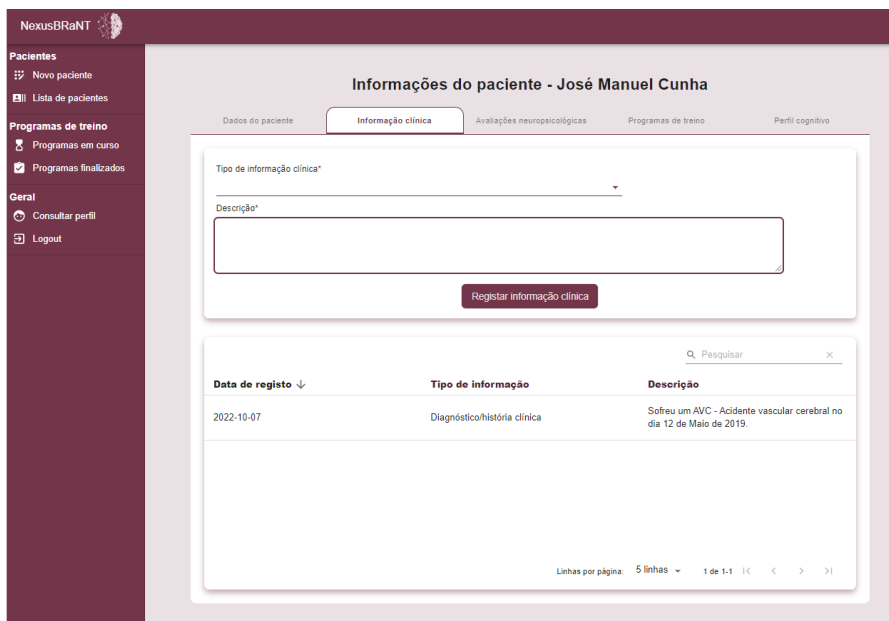 NexusBRaNT
Pacientes
Novo paciente
Lista de pacientes
Programas de treino
Programas em curso
Programas finalizados
Geral
Consultar perfil
Logout
Informações do paciente - José Manuel Cunha
Dados do paciente Informação clínica Avaliações neuropsicológicas Programas de treino Perfil cognitivo
Tipo de informação clínica*
Descrição*
Registar informação clínica
Pesquisar
Data de registo Tipo de informação Descrição
2022-10-07 Diagnóstico/história clínica Sofreu um AVC - Acidente vascular cerebral no
dia 12 de Maio de 2019.
Linhas por página: 5 linhas 1 de 1-1